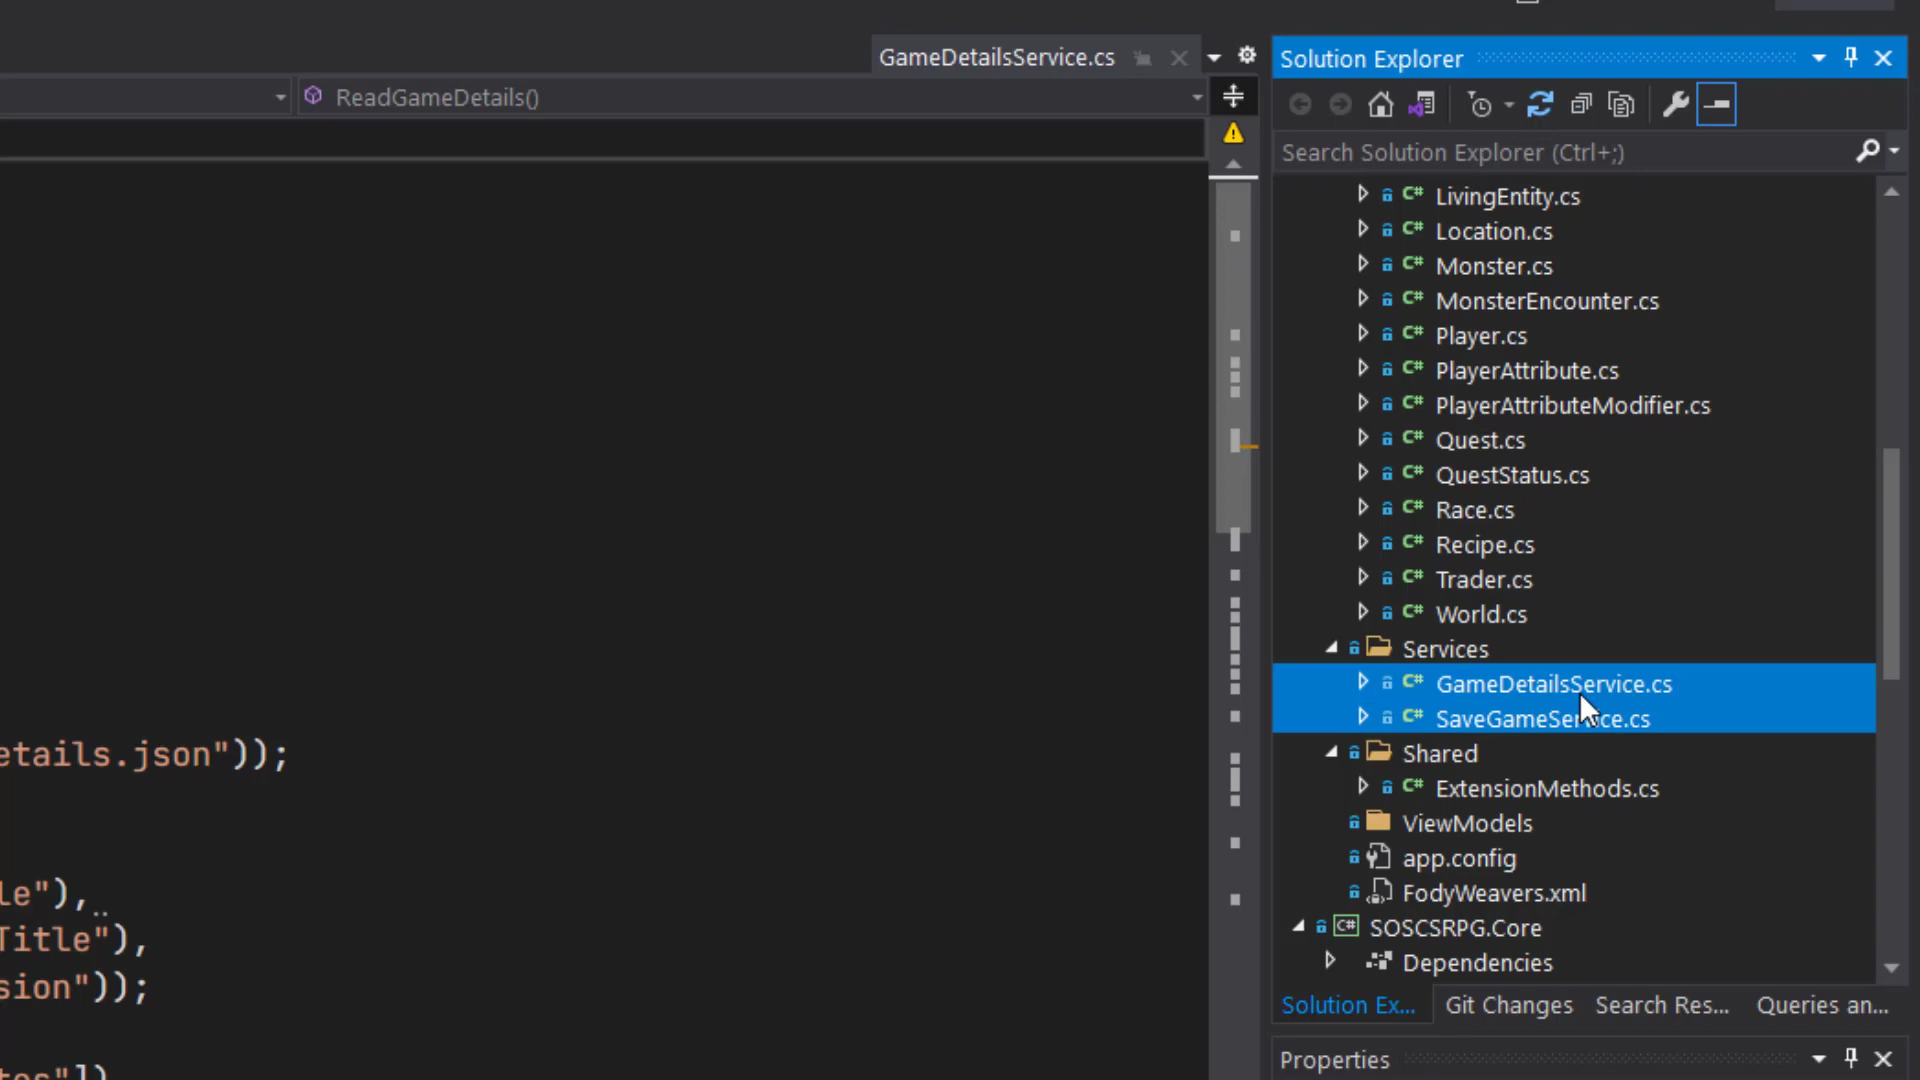 GameDetailsService.cs
ReadGameDetails()
etails.json"));
le"),
Title"),
sion"));
tes"])
Solution Explorer
Search Solution Explorer (Ctrl+;)
C# LivingEntity.cs
C# Location.cs
C# Monster.cs
C# MonsterEncounter.cs
C# Player.cs
C# PlayerAttribute.cs
C# PlayerAttributeModifier.cs
C# Quest.cs
C# QuestStatus.cs
C# Race.cs
C# Recipe.cs
C# Trader.cs
C# World.cs
Services
C# GameDetailsService.cs
C# SaveGameService.cs
Shared
C# ExtensionMethods.cs
ViewModels
app.config
FodyWeavers.xml
C# SOSCSRPG.Core
Dependencies
Solution Ex... Git Changes Search Res... Queries an...
Properties